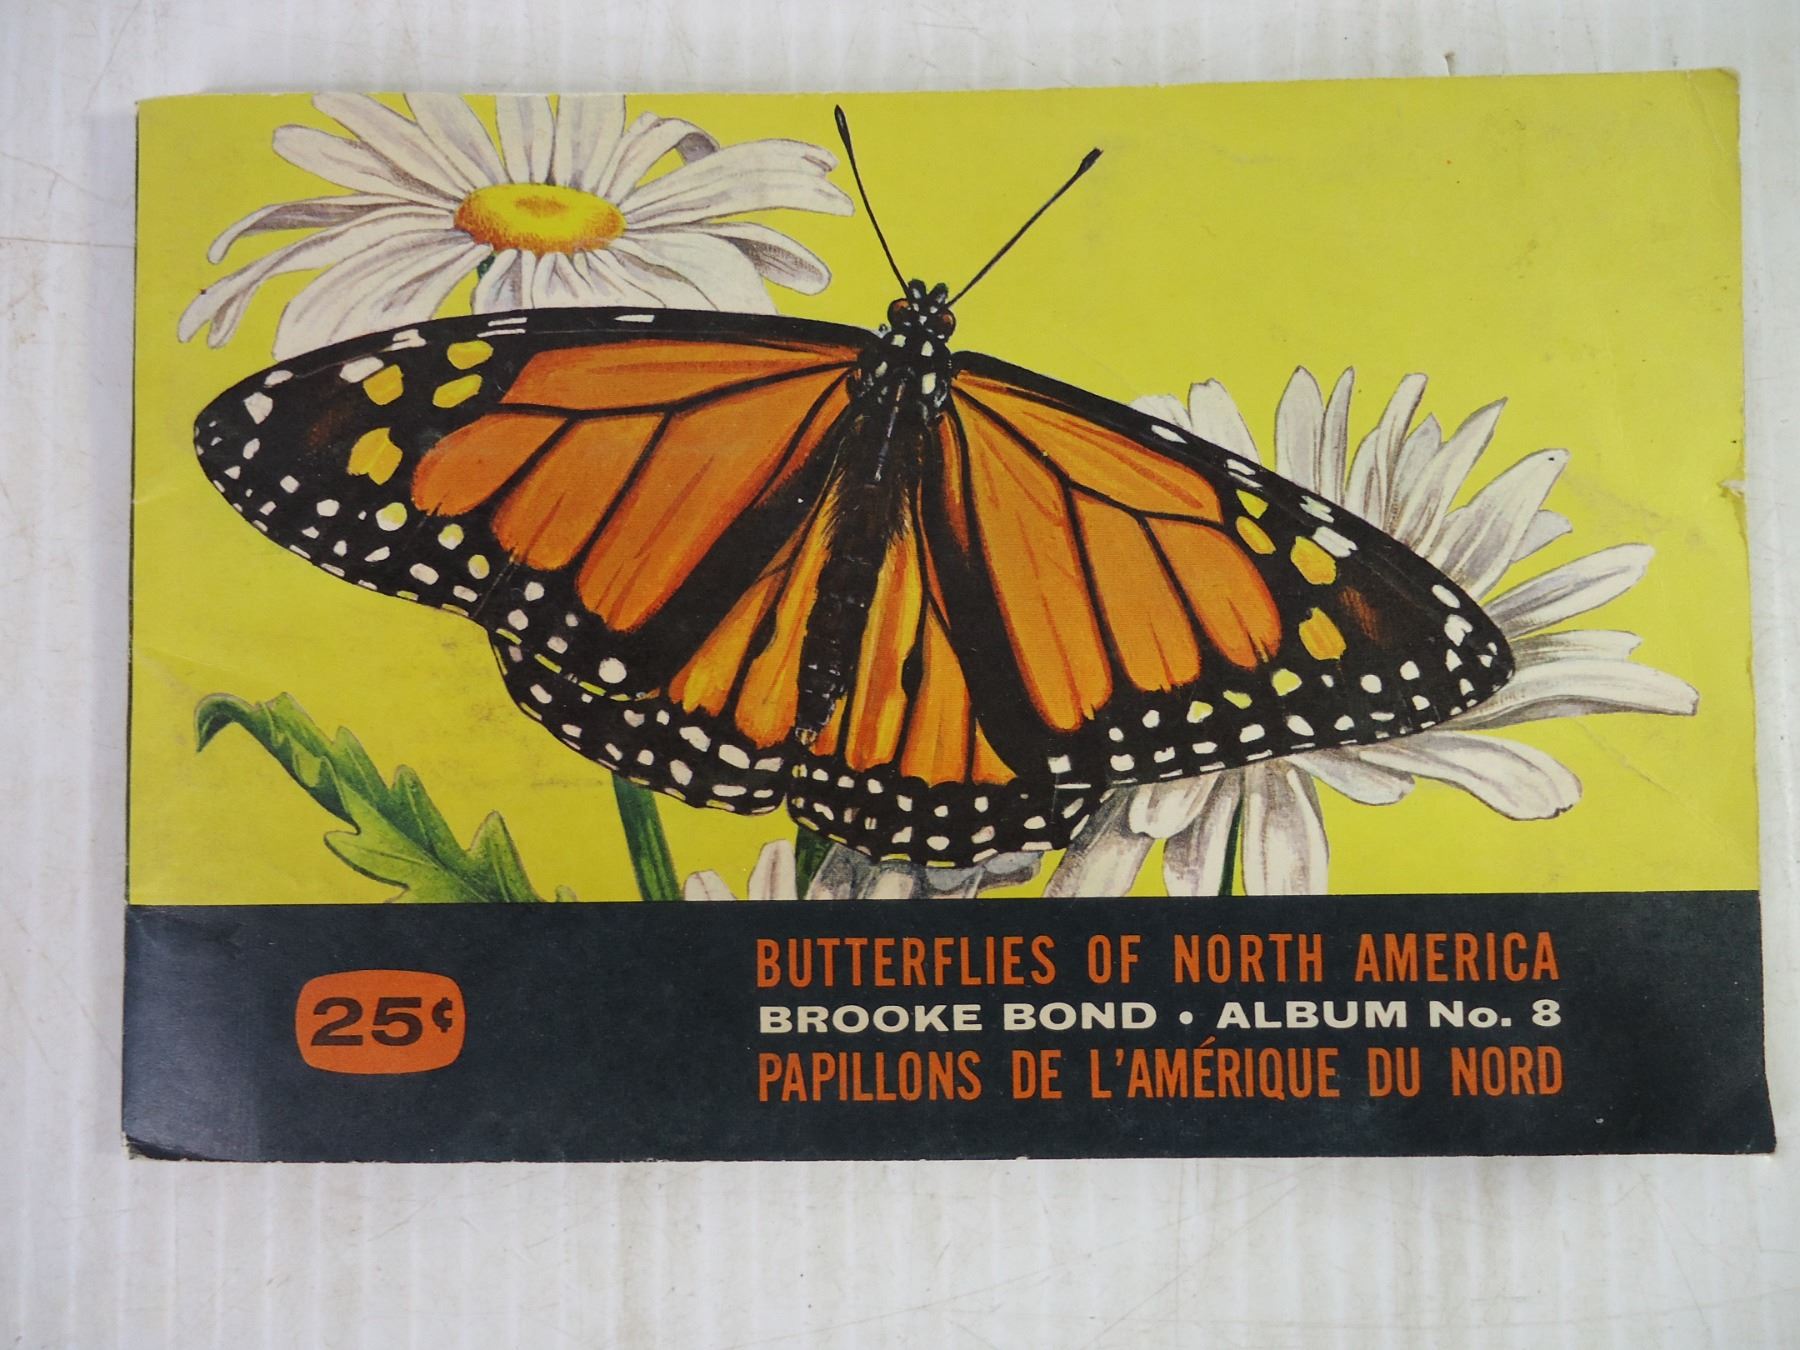 BUTTERFLIES OF NORTH AMERICA
25¢
BROOKE BOND • ALBUM No. 8
PAPILLONS DE L'AMÉRIQUE DU NORD